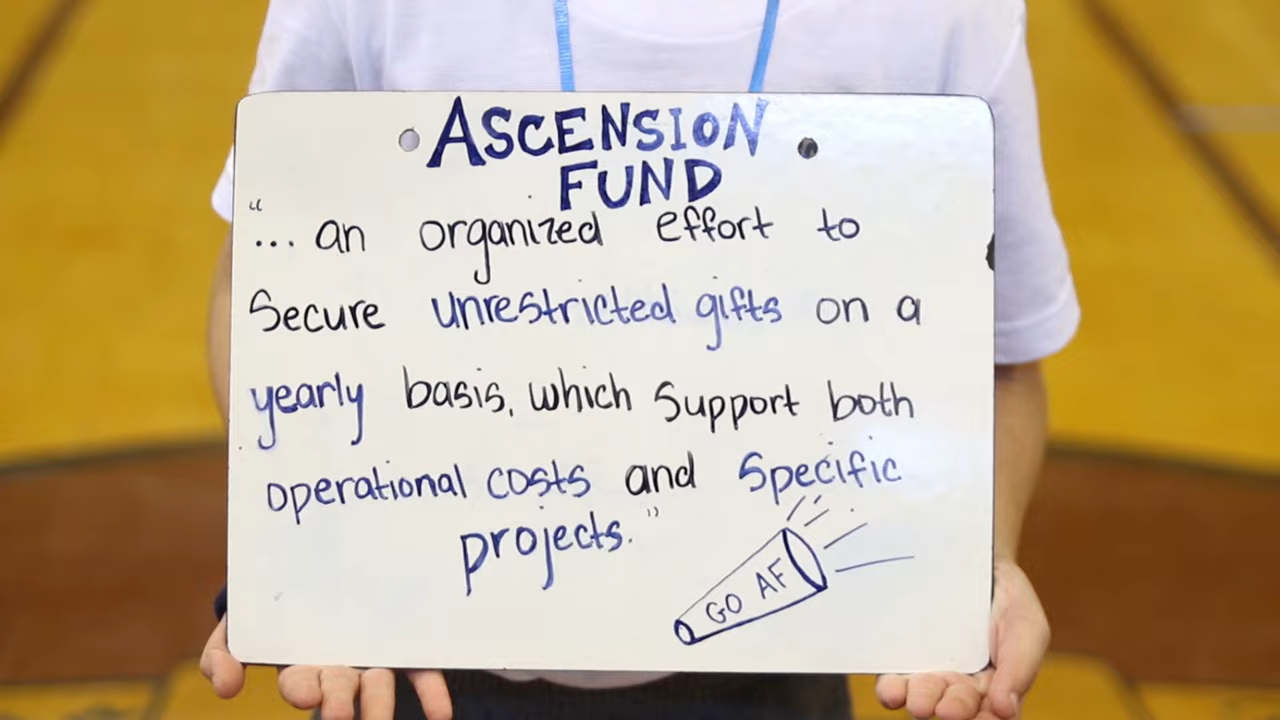 ASCENSION
FUND
"... an organized effort to
Secure unrestricted gifts on a
yearly basis, which support both
operational costs and specific
projects."
GO AF